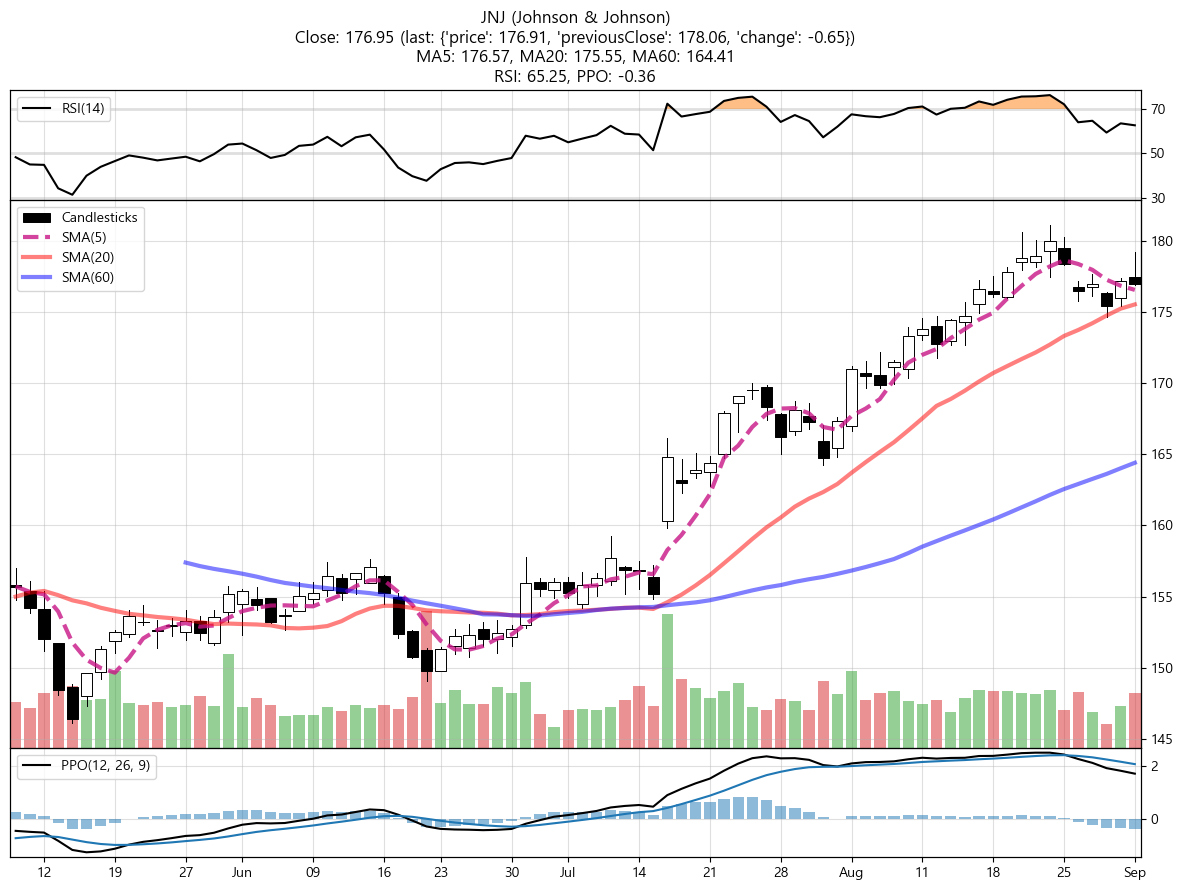 JNJ (Johnson & Johnson)
Close: 176.95 (last: {'price': 176.91, 'previousClose': 178.06, 'change': -0.65})
MA5: 176.57, MA20: 175.55, MA60: 164.41
RSI: 65.25, PPO: -0.36
RSI(14)
70
50
30
Candlesticks
SMA(5)
SMA(20)
SMA(60)
180
175
170
165
160
155
150
145
PPO(12, 26, 9)
2
0
12 19 27 Jun 09 16 23 30 Jul 14 21 28 Aug 11 18 25 Sep